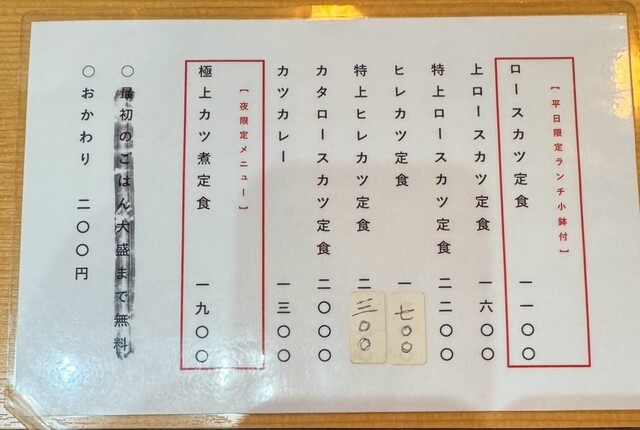 【平日限定ランチ小鉢付】
ロースカツ定食 一一〇〇
上ロースカツ定食 一六〇〇
特上ロースカツ定食 二二〇〇
ヒレカツ定食 一七〇〇
特上ヒレカツ定食 二三〇〇
カタロースカツ定食 二〇〇〇
カツカレー 一三〇〇
【夜限定メニュー】
極上カツ煮定食 一九〇〇
〇最初のごはん大盛まで無料
〇おかわり 二〇〇円